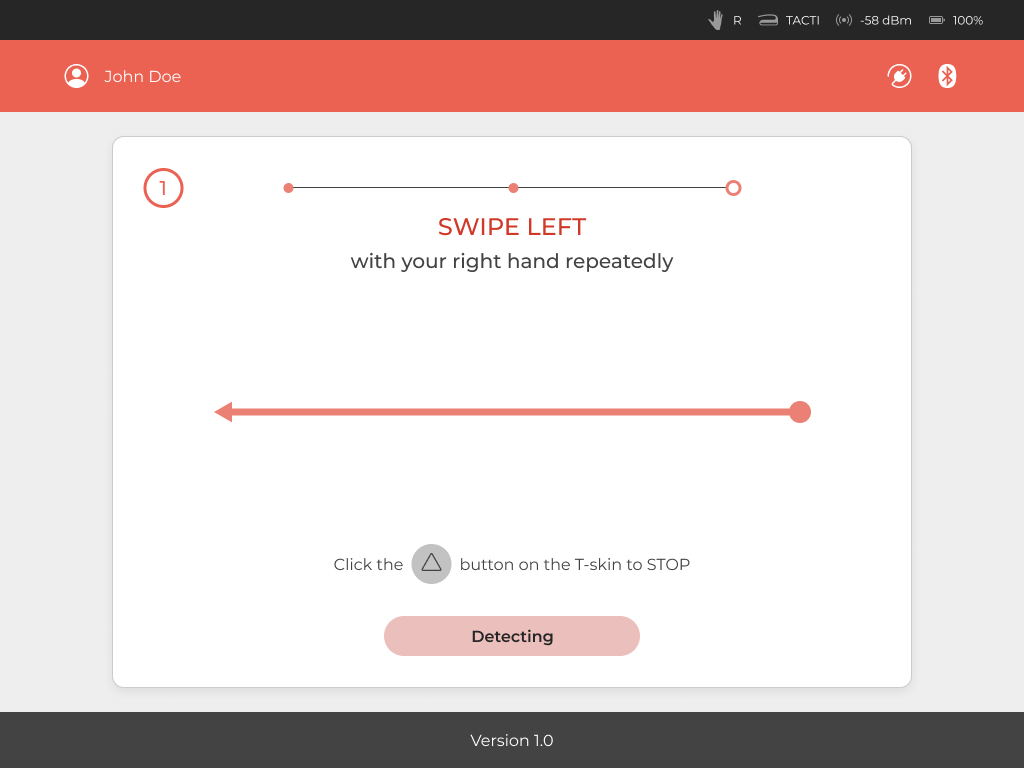 R TACTI -58 dBm 100%
John Doe
1
SWIPE LEFT
with your right hand repeatedly
Click the button on the T-skin to STOP
Detecting
Version 1.0